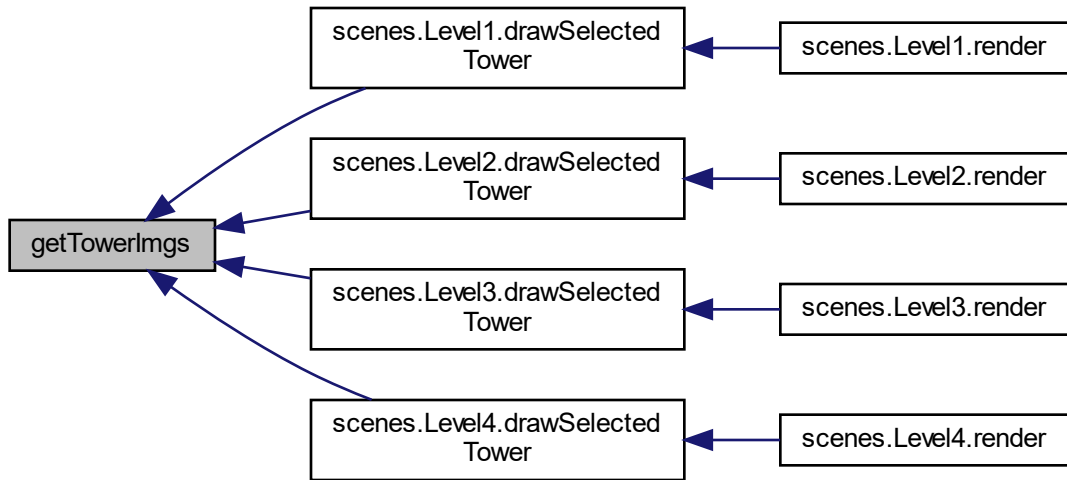 scenes.Level1.drawSelected
Tower
scenes.Level1.render
scenes.Level2.drawSelected
Tower
scenes.Level2.render
getTowerImgs
scenes.Level3.drawSelected
Tower
scenes.Level3.render
scenes.Level4.drawSelected
Tower
scenes.Level4.render